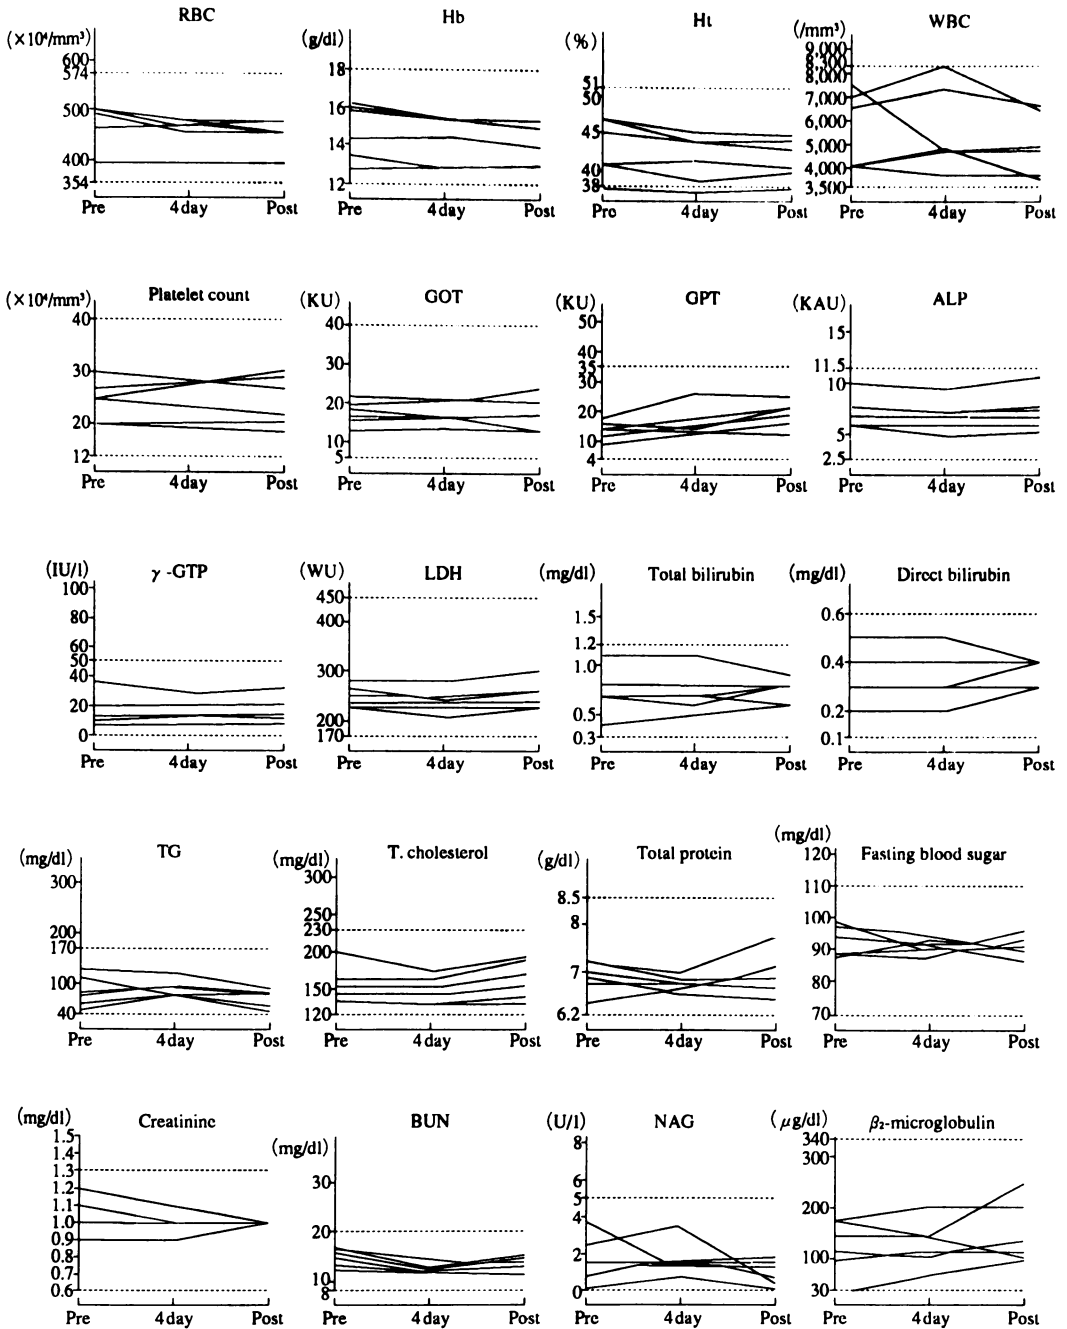 RBC
(×10⁴/mm³)
600
574
500
400
354
Pre 4day Post
Hb
(g/dl)
18
16
14
12
Pre 4day Post
Ht
(%)
51
50
45
40
38
Pre 4day Post
WBC
(/mm³)
9,000
8,300
8,000
7,000
6,000
5,000
4,000
3,500
Pre 4day Post
Platelet count
(×10⁴/mm³)
40
30
20
12
Pre 4day Post
GOT
(KU)
40
30
20
10
5
Pre 4day Post
GPT
(KU)
50
40
35
30
20
10
4
Pre 4day Post
ALP
(KAU)
15
11.5
10
5
2.5
Pre 4day Post
γ -GTP
(IU/l)
100
80
60
50
40
20
0
Pre 4day Post
LDH
(WU)
450
400
300
200
170
Pre 4day Post
Total bilirubin
(mg/dl)
1.5
1.2
1.0
0.5
0.3
Pre 4day Post
Direct bilirubin
(mg/dl)
0.6
0.4
0.2
0.1
Pre 4day Post
TG
(mg/dl)
300
200
170
100
40
Pre 4day Post
T. cholesterol
(mg/dl)
300
250
230
200
150
120
Pre 4day Post
Total protein
(g/dl)
8.5
8
7
6.2
Pre 4day Post
Fasting blood sugar
(mg/dl)
120
110
100
90
80
70
Pre 4day Post
Creatinine
(mg/dl)
1.5
1.4
1.3
1.2
1.1
1.0
0.9
0.8
0.7
0.6
Pre 4day Post
BUN
(mg/dl)
30
20
10
8
Pre 4day Post
NAG
(U/l)
8
6
5
4
2
0
Pre 4day Post
β₂-microglobulin
(μg/dl)
340
300
200
100
30
Pre 4day Post